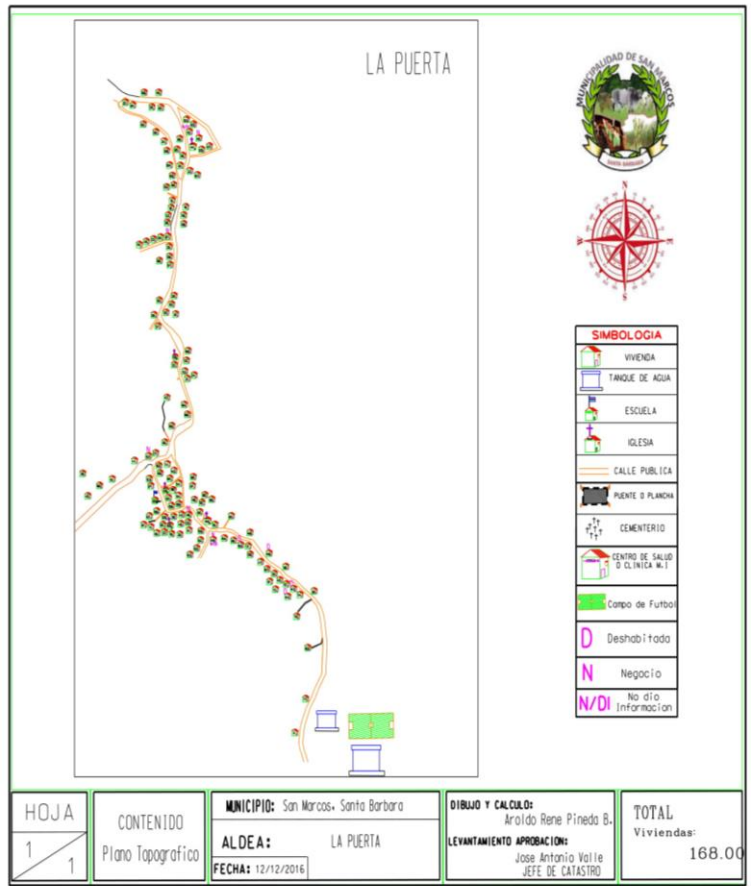 LA PUERTA
MUNICIPALIDAD DE SAN MARCOS
SANTA BARBARA
N
W
E
S
SIMBOLOGIA
VIVIENDA
TANQUE DE AGUA
ESCUELA
IGLESIA
CALLE PUBLICA
PUENTE O PLANCHA
CEMENTERIO
CENTRO DE SALUD
O CLINICA M.I
Campo de Futbol
D Deshabitada
N Negocio
N/DI No dio
Informacion
HOJA
1/1
CONTENIDO
Plano Topografico
MUNICIPIO: San Marcos, Santa Barbara
ALDEA: LA PUERTA
FECHA: 12/12/2016
DIBUJO Y CALCULO:
Aroldo Rene Pineda B.
LEVANTAMIENTO APROBACION:
Jose Antonio Valle
JEFE DE CATASTRO
TOTAL
Viviendas:
168.00